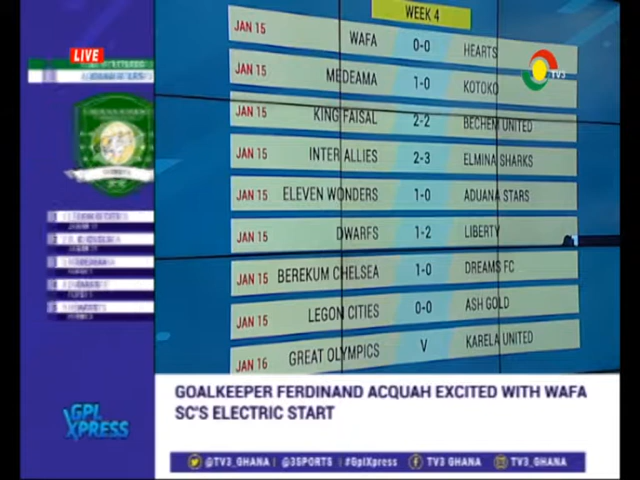 WEEK 4
LIVE
JAN 15 WAFA 0-0 HEARTS
TV3
JAN 15 MEDEAMA 1-0 KOTOKO
JAN 15 KING FAISAL 2-2 BECHEM UNITED
JAN 15 INTER ALLIES 2-3 ELMINA SHARKS
JAN 15 ELEVEN WONDERS 1-0 ADUANA STARS
JAN 15 DWARFS 1-2 LIBERTY
JAN 15 BEREKUM CHELSEA 1-0 DREAMS FC
JAN 15 LEGON CITIES 0-0 ASH GOLD
JAN 16 GREAT OLYMPICS V KARELA UNITED
GPL
XPRESS
GOALKEEPER FERDINAND ACQUAH EXCITED WITH WAFA
SC'S ELECTRIC START
@TV3_GHANA | @3SPORTS | #GplXpress TV3 GHANA @TV3_GHANA